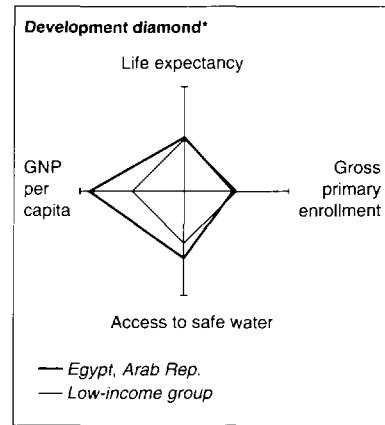 Development diamond*
Life expectancy
GNP
per
capita
Gross
primary
enrollment
Access to safe water
Egypt, Arab Rep.
Low-income group